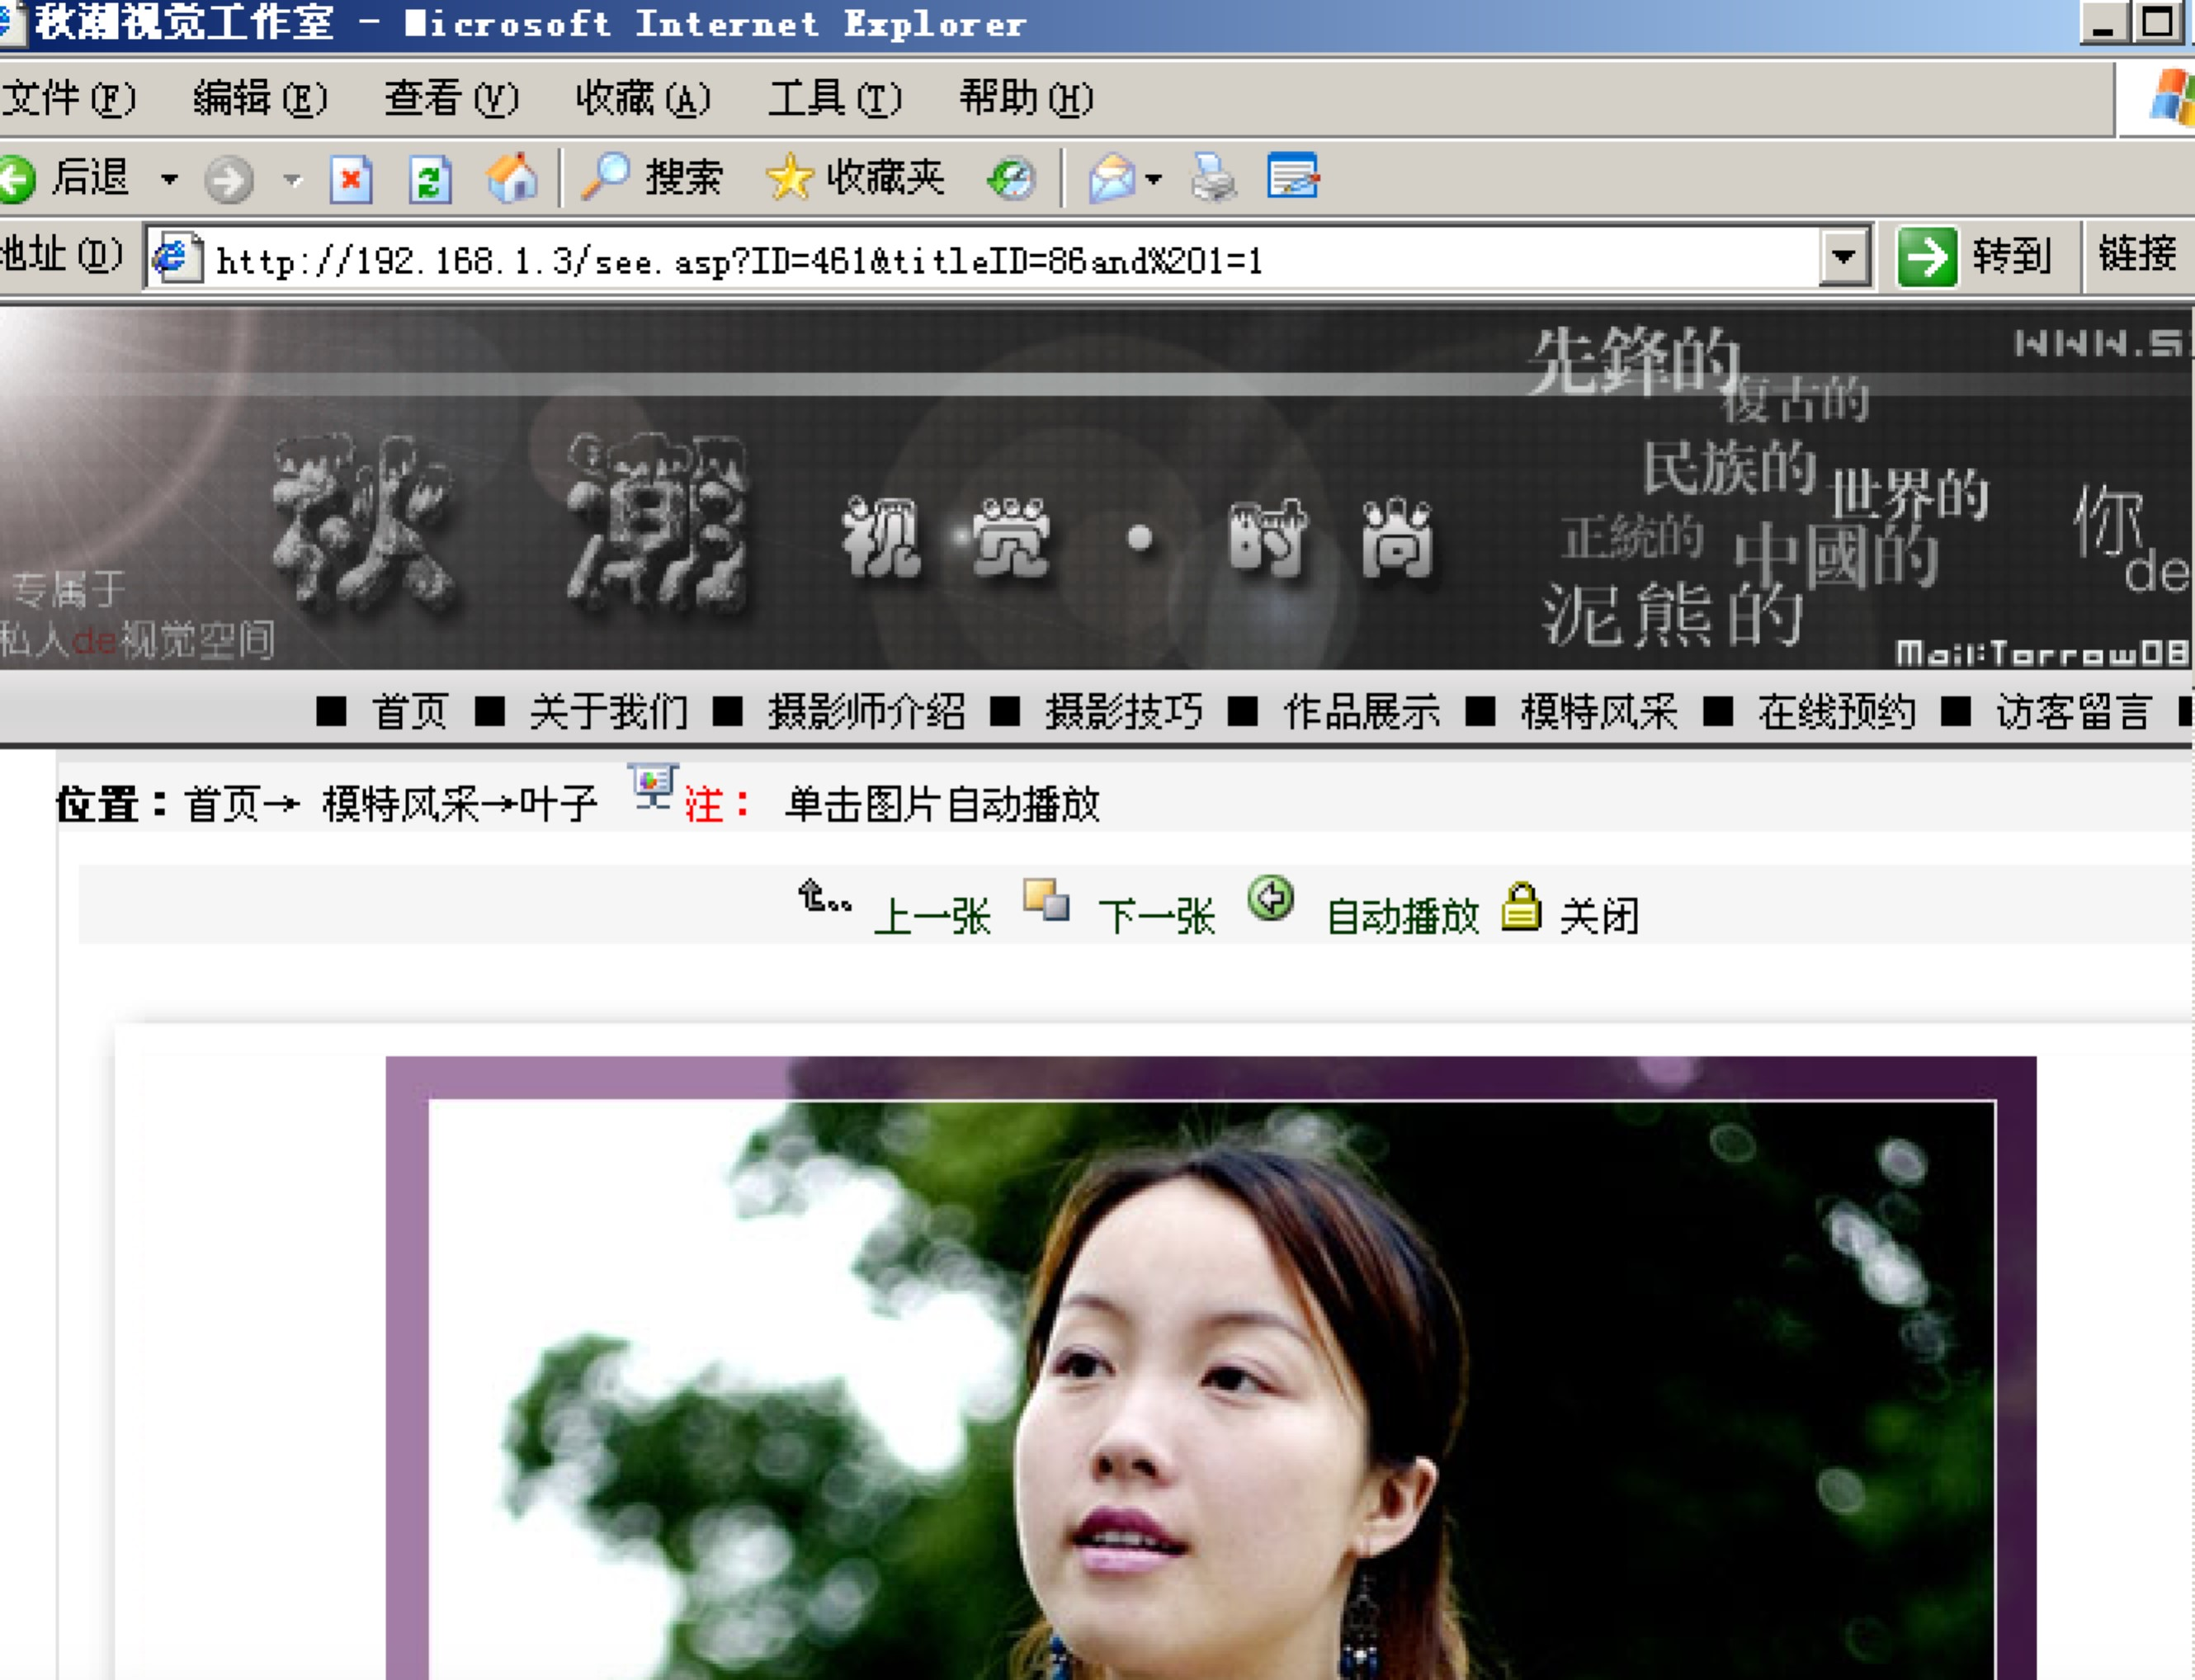 秋潮视觉工作室 - Microsoft Internet Explorer
文件(F) 编辑(E) 查看(V) 收藏(A) 工具(T) 帮助(H)
后退 搜索 收藏夹
地址(D) http://192.168.1.3/see.asp?ID=461&titleID=86and%201=1 转到 链接
先鋒的
復古的
民族的
世界的
秋潮 视觉·时尚
正統的
中國的
你
de
泥熊的
专属于
私人de视觉空间
■ 首页 ■ 关于我们 ■ 摄影师介绍 ■ 摄影技巧 ■ 作品展示 ■ 模特风采 ■ 在线预约 ■ 访客留言 ■
位置：首页→ 模特风采→叶子 注： 单击图片自动播放
上一张 下一张 自动播放 关闭